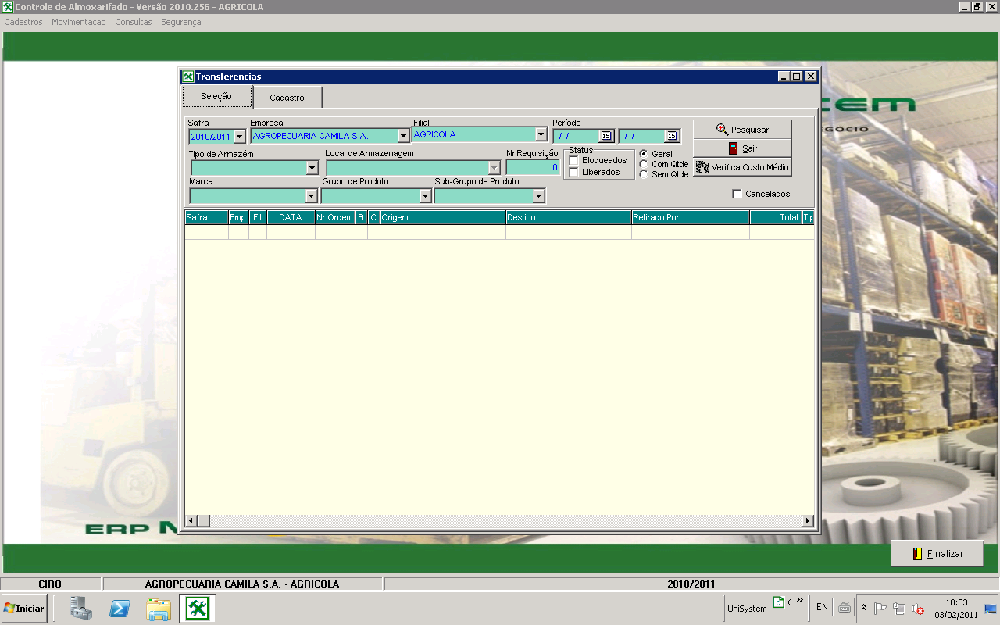 Controle de Almoxarifado - Versão 2010.256 - AGRICOLA
Cadastros Movimentacao Consultas Segurança
Transferencias
Seleção Cadastro
Safra Empresa Filial Período
2010/2011 AGROPECUARIA CAMILA S.A. AGRICOLA / / 15 / / 15
Pesquisar
Sair
Verifica Custo Médio
Tipo de Armazém Local de Armazenagem Nr.Requisição Status
0
Bloqueados
Liberados
Geral
Com Qtde
Sem Qtde
Marca Grupo de Produto Sub-Grupo de Produto
Cancelados
Safra Emp Fil DATA Nr.Ordem B C Origem Destino Retirado Por Total Tip
GÓCIO
ERP N
Finalizar
CIRO AGROPECUARIA CAMILA S.A. - AGRICOLA 2010/2011
Iniciar UniSystem EN 10:03
03/02/2011